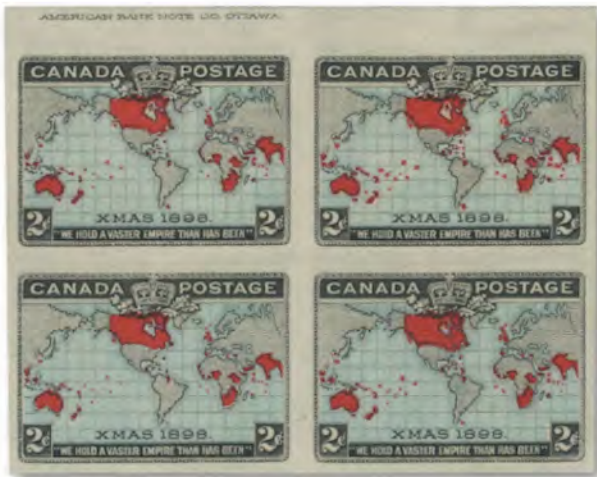 AMERICAN BANK NOTE CO. OTTAWA.
CANADA POSTAGE
XMAS 1898.
2¢ 2¢
"WE HOLD A VASTER EMPIRE THAN HAS BEEN"
CANADA POSTAGE
XMAS 1898.
2¢ 2¢
"WE HOLD A VASTER EMPIRE THAN HAS BEEN"
CANADA POSTAGE
XMAS 1898.
2¢ 2¢
"WE HOLD A VASTER EMPIRE THAN HAS BEEN"
CANADA POSTAGE
XMAS 1898.
2¢ 2¢
"WE HOLD A VASTER EMPIRE THAN HAS BEEN"